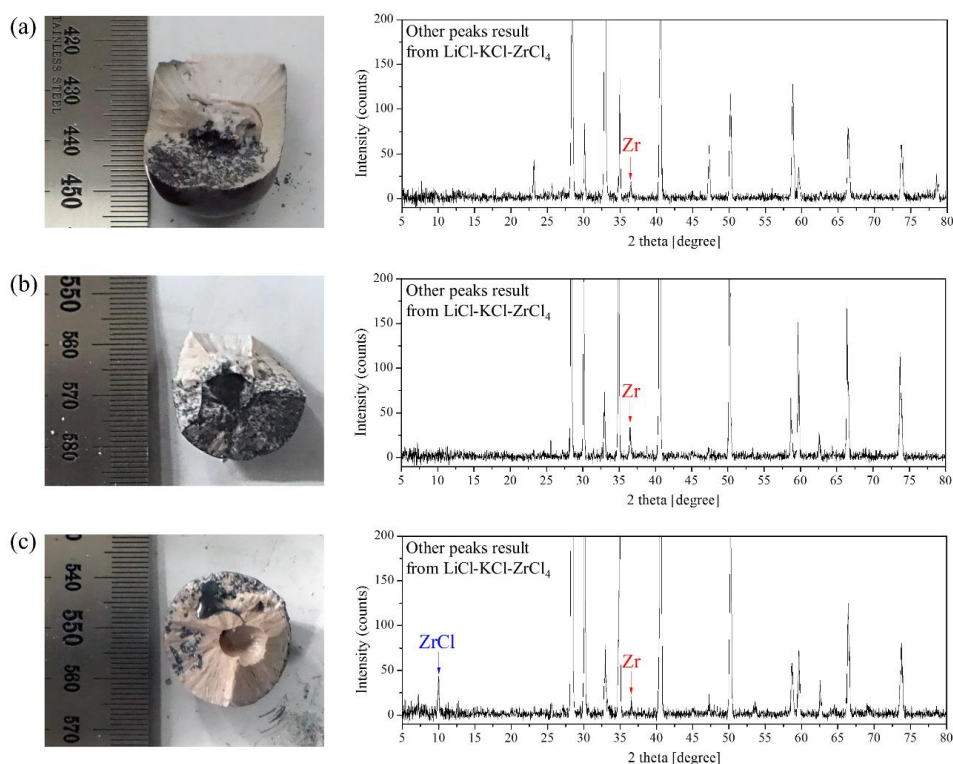 (a)
420
430
440
450
TAINLESS STEEL
Other peaks result
from LiCl-KCl-ZrCl₄
Zr
Intensity (counts)
200
150
100
50
0
5 10 15 20 25 30 35 40 45 50 55 60 65 70 75 80
2 theta [degree]
(b)
550
560
570
580
Other peaks result
from LiCl-KCl-ZrCl₄
Zr
Intensity (counts)
200
150
100
50
0
5 10 15 20 25 30 35 40 45 50 55 60 65 70 75 80
2 theta [degree]
(c)
540
550
560
570
Other peaks result
from LiCl-KCl-ZrCl₄
ZrCl
Zr
Intensity (counts)
200
150
100
50
0
5 10 15 20 25 30 35 40 45 50 55 60 65 70 75 80
2 theta [degree]